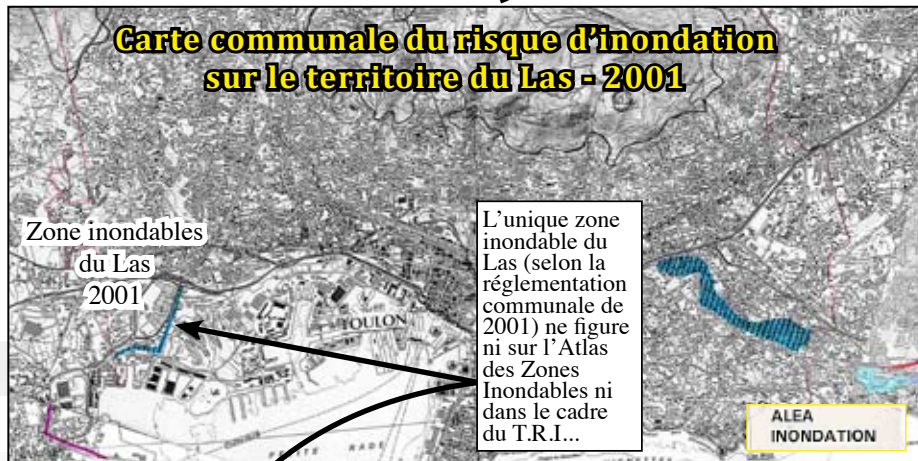 Carte communale du risque d'inondation
sur le territoire du Las - 2001
Zone inondables
du Las
2001
L'unique zone
inondable du
Las (selon la
réglementation
communale de
2001) ne figure
ni sur l'Atlas
des Zones
Inondables ni
dans le cadre
du T.R.I...
TOULON
PETITE RADE
ALEA
INONDATION